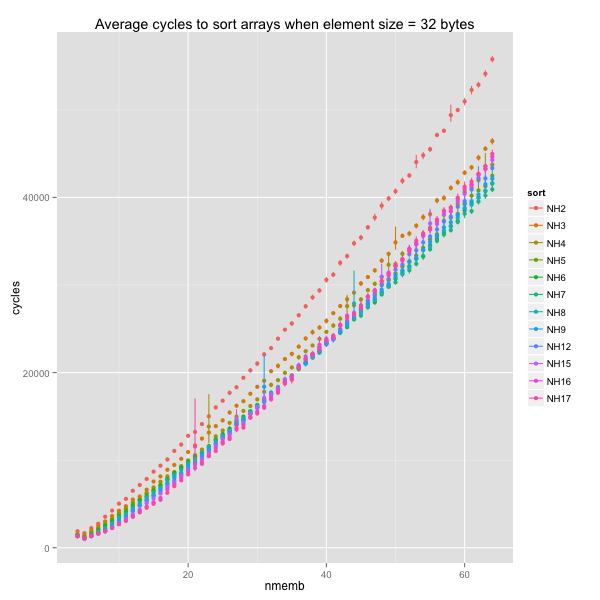 Average cycles to sort arrays when element size = 32 bytes
cycles
40000
20000
0
20 40 60
nmemb
sort
NH2
NH3
NH4
NH5
NH6
NH7
NH8
NH9
NH12
NH15
NH16
NH17